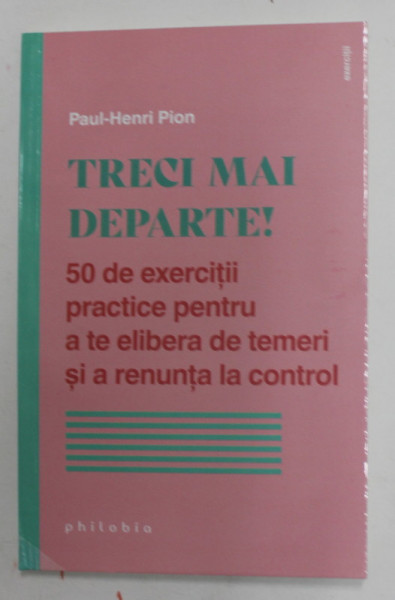 exerciții
Paul-Henri Pion
TRECI MAI
DEPARTE!
50 de exerciții
practice pentru
a te elibera de temeri
și a renunța la control
philobia